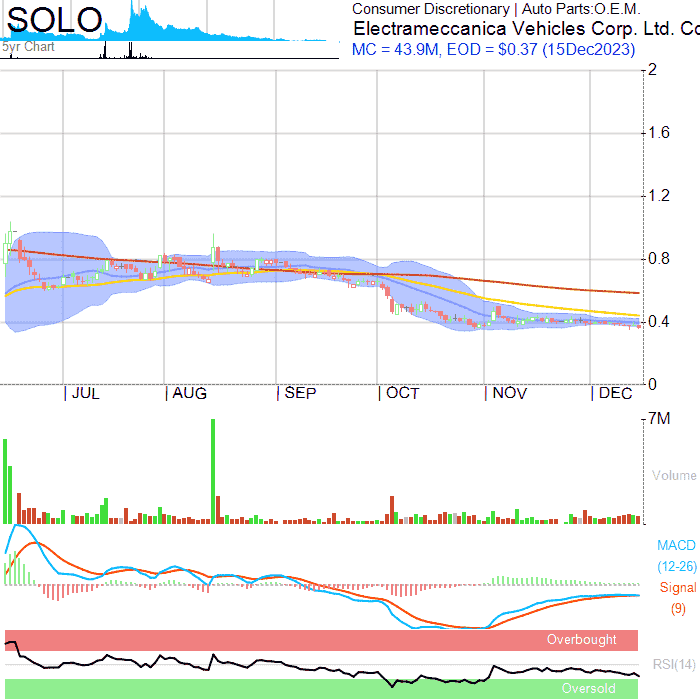 SOLO
5yr Chart
Consumer Discretionary | Auto Parts:O.E.M.
Electrameccanica Vehicles Corp. Ltd. Co
MC = 43.9M, EOD = $0.37 (15Dec2023)
2
1.6
1.2
0.8
0.4
0
| JUL | AUG | SEP | OCT | NOV | DEC
7M
Volume
MACD
(12-26)
Signal
(9)
Overbought
RSI(14)
Oversold